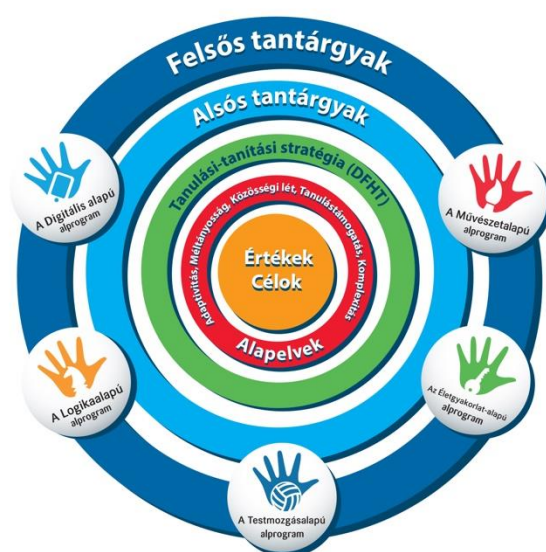 Felsős tantárgyak
Alsós tantárgyak
Tanulási-tanítási stratégia (DFHT)
Adaptivitás, Méltányosság, Közösségi lét, Tanulástámogatás, Komplexitás
Értékek
Célok
Alapelvek
A Digitális alapú
alprogram
A Művészetalapú
alprogram
A Logikaalapú
alprogram
Az Életgyakorlat-alapú
alprogram
A Testmozgásalapú
alprogram